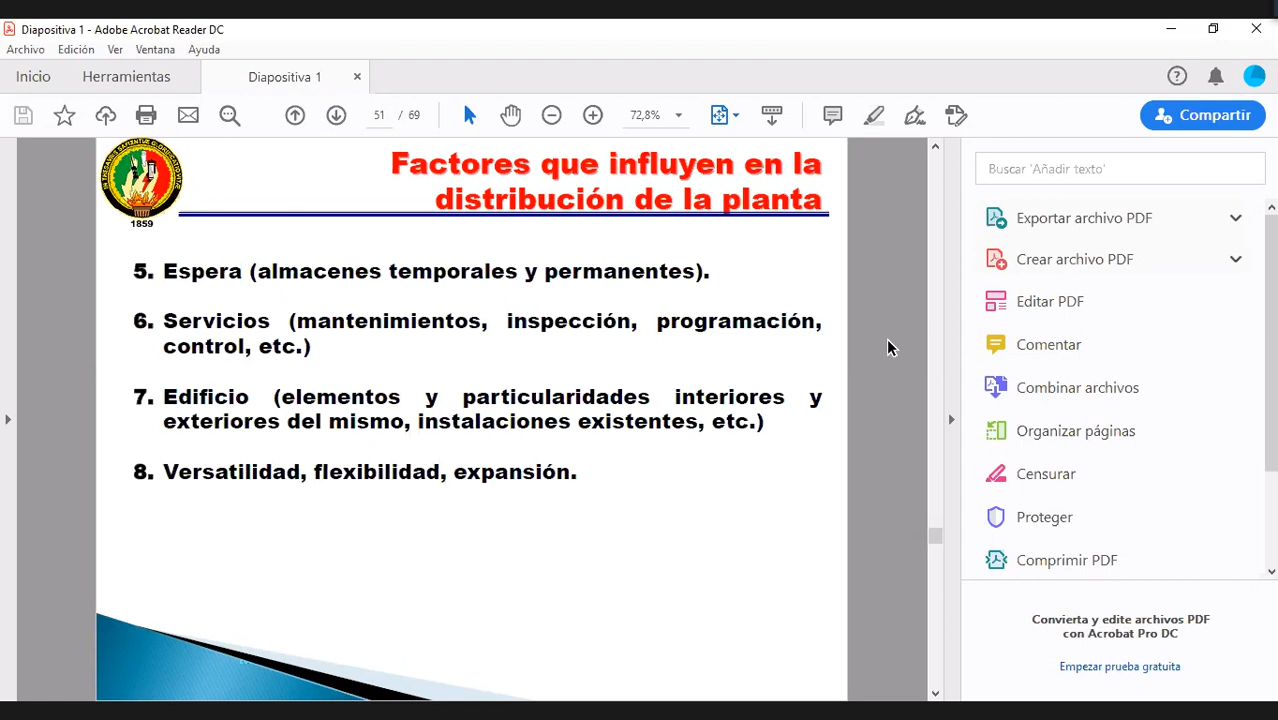 Diapositiva 1 - Adobe Acrobat Reader DC
Archivo Edición Ver Ventana Ayuda
Inicio Herramientas Diapositiva 1 ×
51 / 69 72,8% Compartir
Factores que influyen en la
distribución de la planta
1859
5. Espera (almacenes temporales y permanentes).
6. Servicios (mantenimientos, inspección, programación,
control, etc.)
7. Edificio (elementos y particularidades interiores y
exteriores del mismo, instalaciones existentes, etc.)
8. Versatilidad, flexibilidad, expansión.
Buscar 'Añadir texto'
Exportar archivo PDF
Crear archivo PDF
Editar PDF
Comentar
Combinar archivos
Organizar páginas
Censurar
Proteger
Comprimir PDF
Convierta y edite archivos PDF
con Acrobat Pro DC
Empezar prueba gratuita